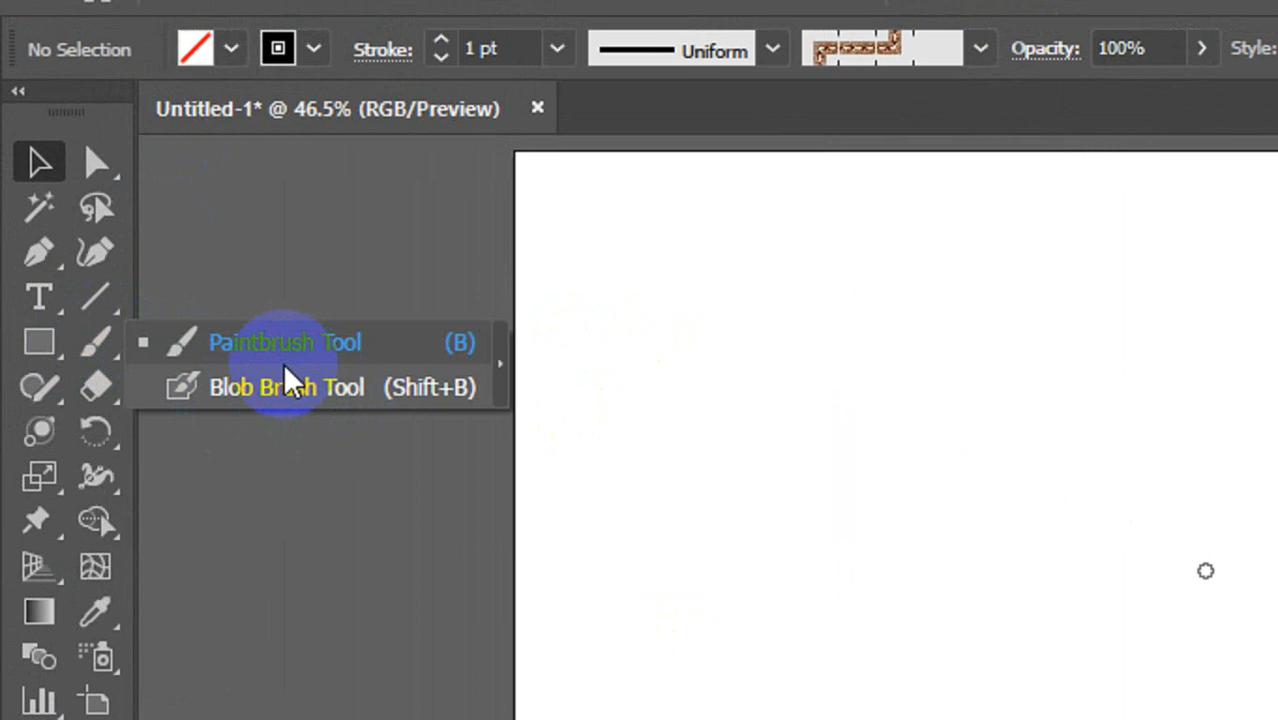 No Selection Stroke: 1 pt Uniform Opacity: 100% Style:
Untitled-1* @ 46.5% (RGB/Preview)
Paintbrush Tool (B)
Blob Brush Tool (Shift+B)